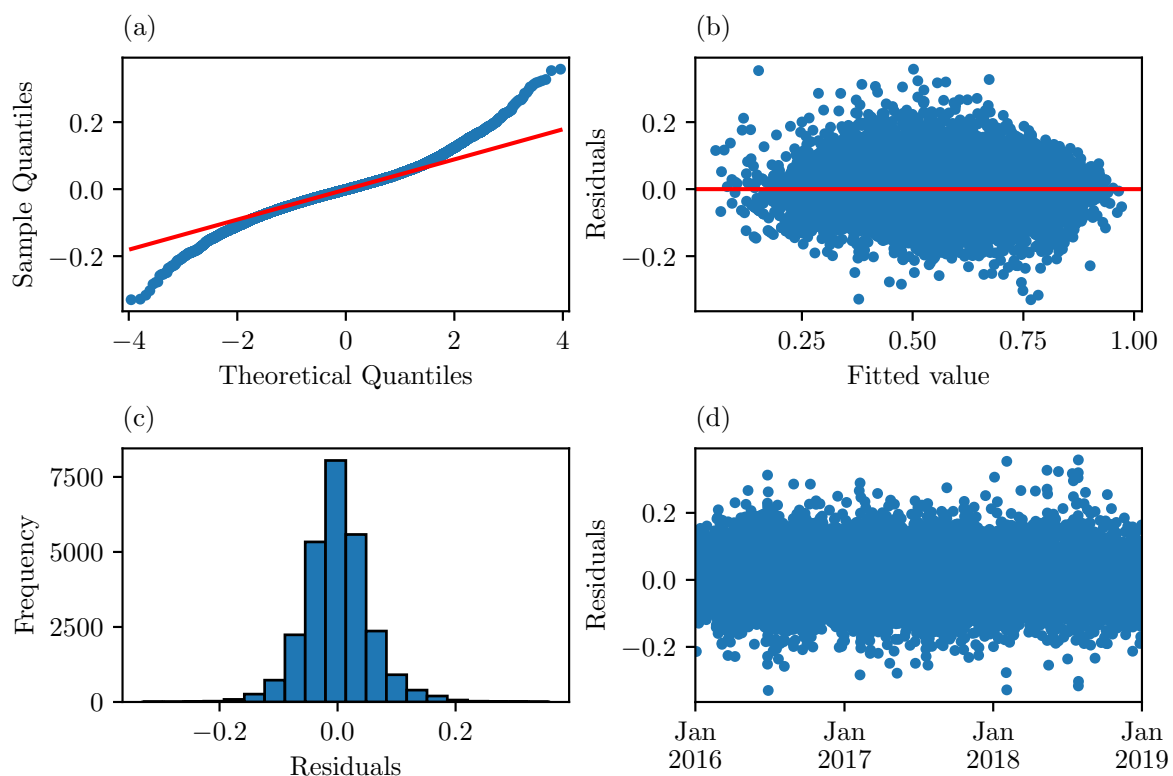 (a)
Sample Quantiles
0.2
0.0
−0.2
−4
−2
0
2
4
Theoretical Quantiles
(b)
Residuals
0.2
0.0
−0.2
0.25
0.50
0.75
1.00
Fitted value
(c)
Frequency
7500
5000
2500
0
−0.2
0.0
0.2
Residuals
(d)
Residuals
0.2
0.0
−0.2
Jan
2016
Jan
2017
Jan
2018
Jan
2019